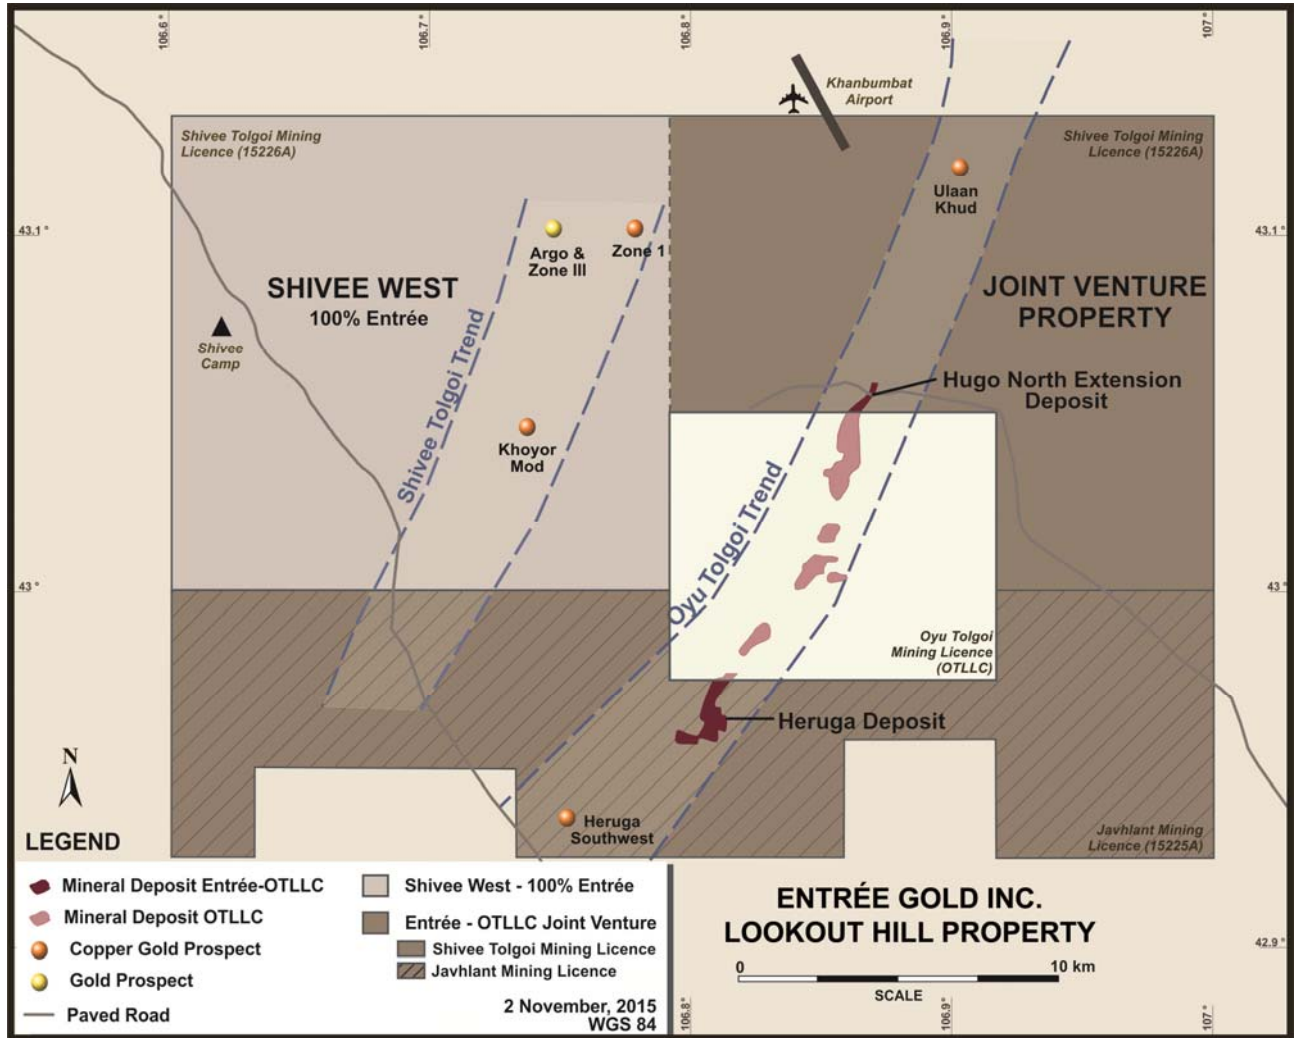 106.6°
106.7°
106.8°
106.9°
107°
Khanbumbat
Airport
Shivee Tolgoi Mining
Licence (15226A)
Shivee Tolgoi Mining
Licence (15226A)
Ulaan
Khud
43.1°
43.1°
Argo &
Zone III
Zone 1
SHIVEE WEST
100% Entrée
JOINT VENTURE
PROPERTY
Shivee
Camp
Shivee Tolgoi Trend
Hugo North Extension
Deposit
Khoyor
Mod
Oyu Tolgoi Trend
43°
43°
Oyu Tolgoi
Mining Licence
(OTLLC)
Heruga Deposit
N
Heruga
Southwest
Javhlant Mining
Licence (15225A)
LEGEND
Mineral Deposit Entrée-OTLLC
Mineral Deposit OTLLC
Copper Gold Prospect
Gold Prospect
Paved Road
Shivee West - 100% Entrée
Entrée - OTLLC Joint Venture
Shivee Tolgoi Mining Licence
Javhlant Mining Licence
2 November, 2015
WGS 84
ENTRÉE GOLD INC.
LOOKOUT HILL PROPERTY
42.9°
0 10 km
SCALE
106.8°
106.9°
107°